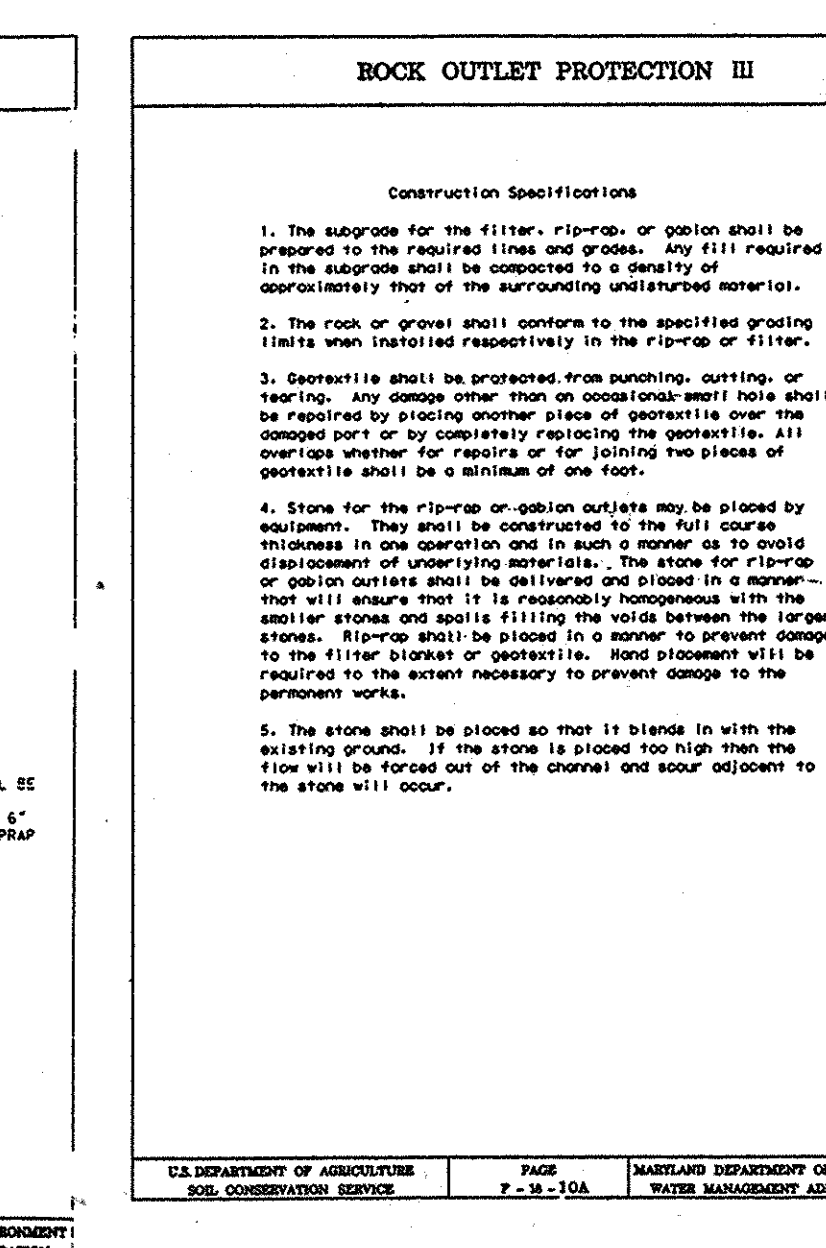 ROCK OUTLET PROTECTION III
Construction Specifications
1. The subgrade for the filter, rip-rap, or gabion shall be
prepared to the required lines and grades. Any fill required
in the subgrade shall be compacted to a density of
approximately that of the surrounding undisturbed material.
2. The rock or gravel shall conform to the specified grading
limits when installed respectively in the rip-rap or filter.
3. Geotextile shall be protected from punching, cutting, or
tearing. Any damage other than an occasional small hole shall
be repaired by placing another piece of geotextile over the
damaged part or by completely replacing the geotextile. All
overlaps whether for repairs or for joining two pieces of
geotextile shall be a minimum of one foot.
4. Stone for the rip-rap or gabion outlets may be placed by
equipment. They shall be constructed to the full course
thickness in one operation and in such a manner as to avoid
displacement of underlying materials. The stone for rip-rap
or gabion outlets shall be delivered and placed in a manner
that will ensure that it is reasonably homogeneous with the
smaller stones and spalls filling the voids between the larger
stones. Rip-rap shall be placed in a manner to prevent damage
to the filter blanket or geotextile. Hand placement will be
required to the extent necessary to prevent damage to the
permanent works.
5. The stone shall be placed so that it blends in with the
existing ground. If the stone is placed too high then the
flow will be forced out of the channel and scour adjacent to
the stone will occur.
BE
6"
PRAP
U.S. DEPARTMENT OF AGRICULTURE
SOIL CONSERVATION SERVICE
PAGE
F - 18 - 10A
MARYLAND DEPARTMENT OF
WATER MANAGEMENT AD
RONMENT